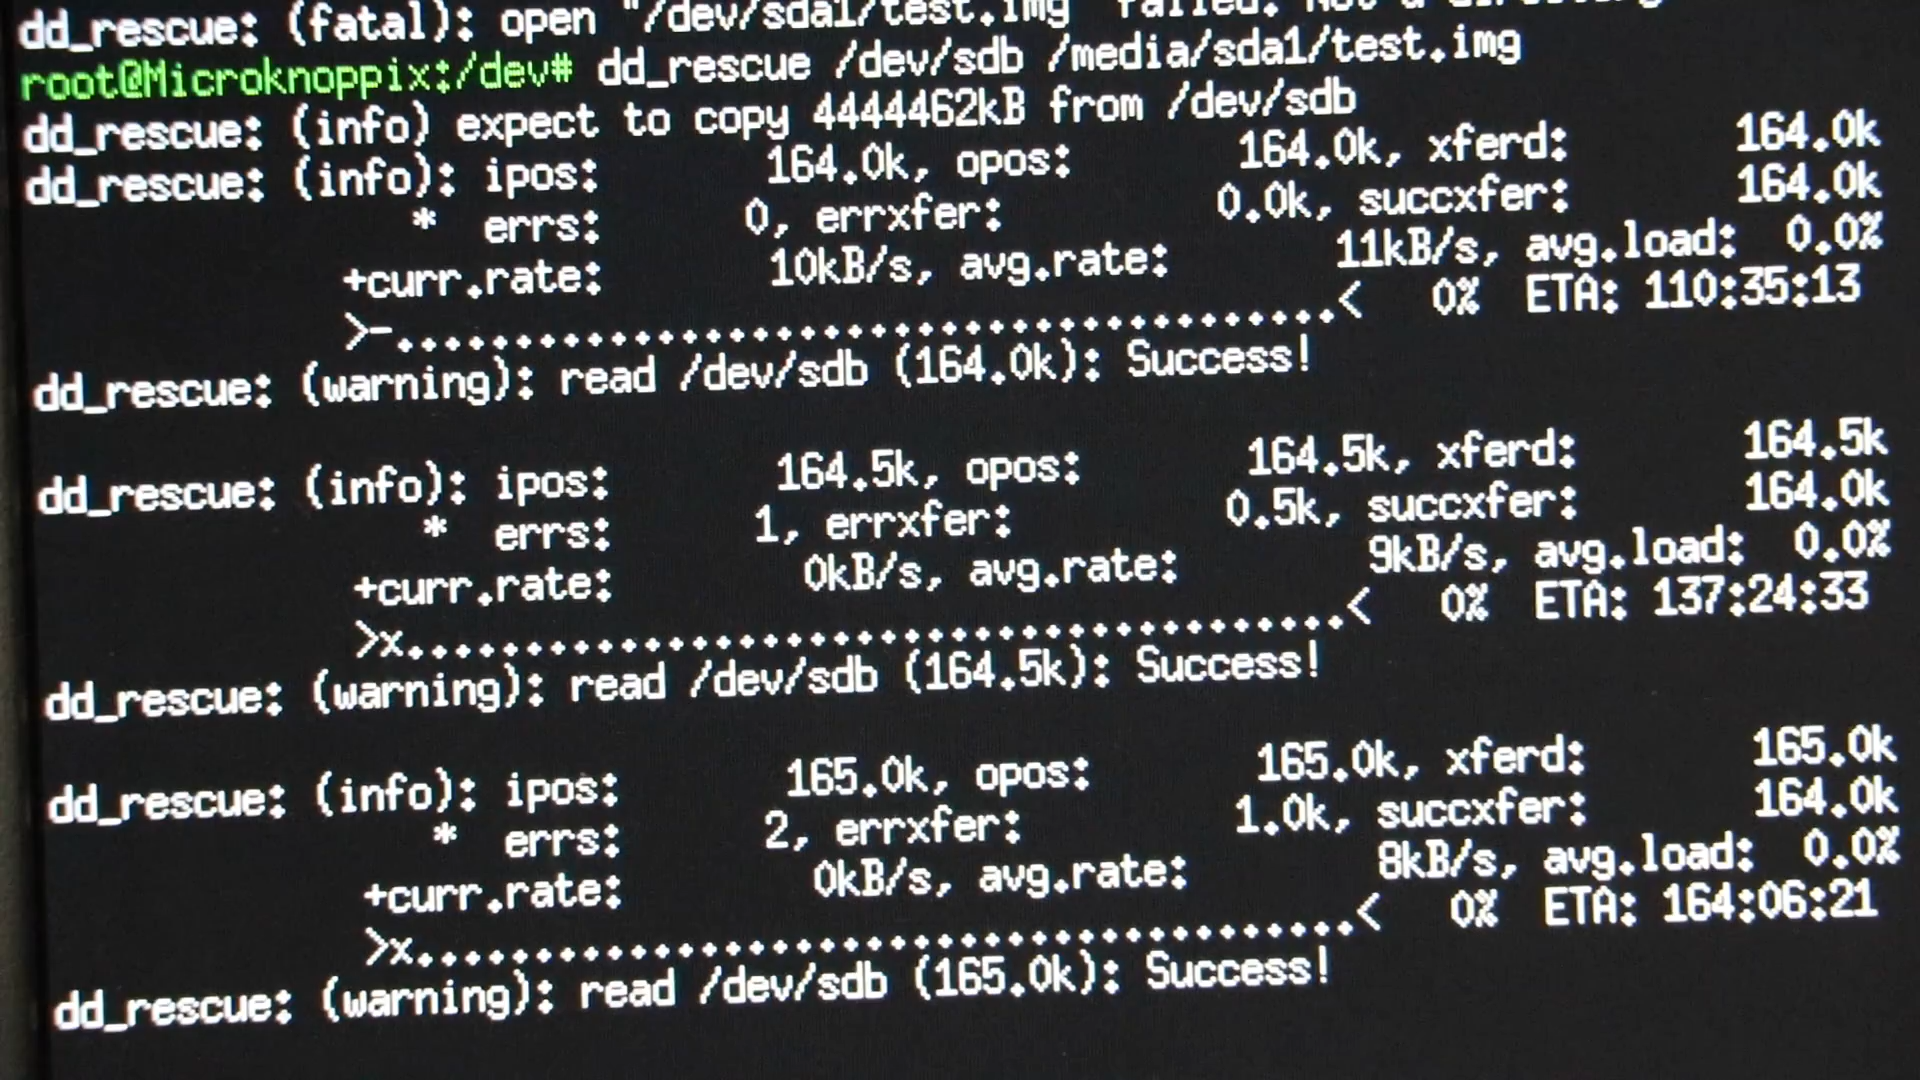 dd_rescue: (fatal): open "/dev/sda1/test.img" failed: Not a directory
root@Microknoppix:/dev# dd_rescue /dev/sdb /media/sda1/test.img
dd_rescue: (info) expect to copy 4444462kB from /dev/sdb
dd_rescue: (info): ipos: 164.0k, opos: 164.0k, xferd: 164.0k
* errs: 0, errxfer: 0.0k, succxfer: 164.0k
+curr.rate: 10kB/s, avg.rate: 11kB/s, avg.load: 0.0%
>-........................................< 0% ETA: 110:35:13
dd_rescue: (warning): read /dev/sdb (164.0k): Success!
dd_rescue: (info): ipos: 164.5k, opos: 164.5k, xferd: 164.5k
* errs: 1, errxfer: 0.5k, succxfer: 164.0k
+curr.rate: 0kB/s, avg.rate: 9kB/s, avg.load: 0.0%
>x........................................< 0% ETA: 137:24:33
dd_rescue: (warning): read /dev/sdb (164.5k): Success!
dd_rescue: (info): ipos: 165.0k, opos: 165.0k, xferd: 165.0k
* errs: 2, errxfer: 1.0k, succxfer: 164.0k
+curr.rate: 0kB/s, avg.rate: 8kB/s, avg.load: 0.0%
>x........................................< 0% ETA: 164:06:21
dd_rescue: (warning): read /dev/sdb (165.0k): Success!